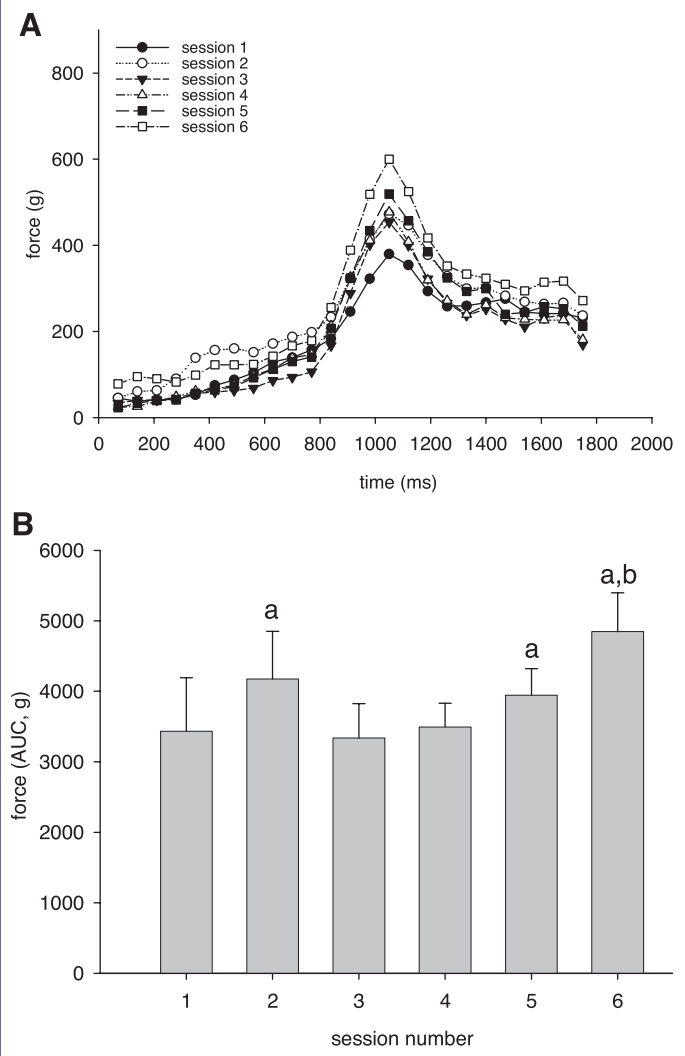 A
session 1
session 2
session 3
session 4
session 5
session 6
800
600
400
200
0
force (g)
0 200 400 600 800 1000 1200 1400 1600 1800 2000
time (ms)
B
6000
5000
4000
3000
2000
1000
0
force (AUC, g)
a
a
a,b
1 2 3 4 5 6
session number